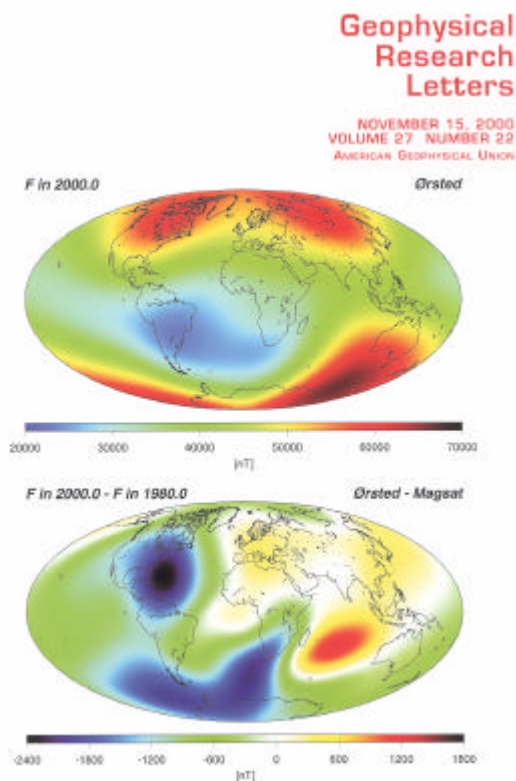 Geophysical
Research
Letters
NOVEMBER 15, 2000
VOLUME 27 NUMBER 22
AMERICAN GEOPHYSICAL UNION
F in 2000.0 Ørsted
20000 30000 40000 50000 60000 70000
[nT]
F in 2000.0 - F in 1980.0 Ørsted - Magsat
-2400 -1800 -1200 -600 0 600 1200 1800
[nT]